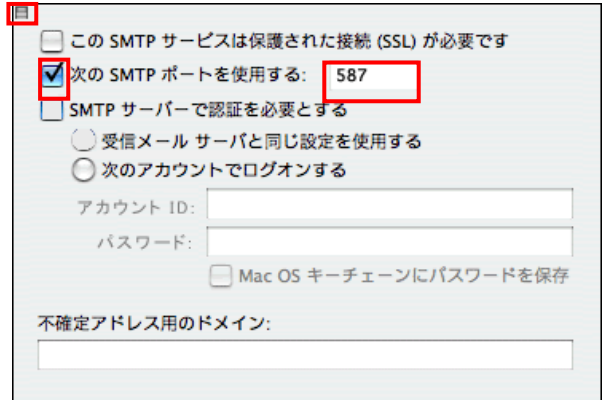 この SMTP サービスは保護された接続 (SSL) が必要です
次の SMTP ポートを使用する: 587
SMTP サーバーで認証を必要とする
受信メール サーバと同じ設定を使用する
次のアカウントでログオンする
アカウント ID:
パスワード:
Mac OS キーチェーンにパスワードを保存
不確定アドレス用のドメイン: